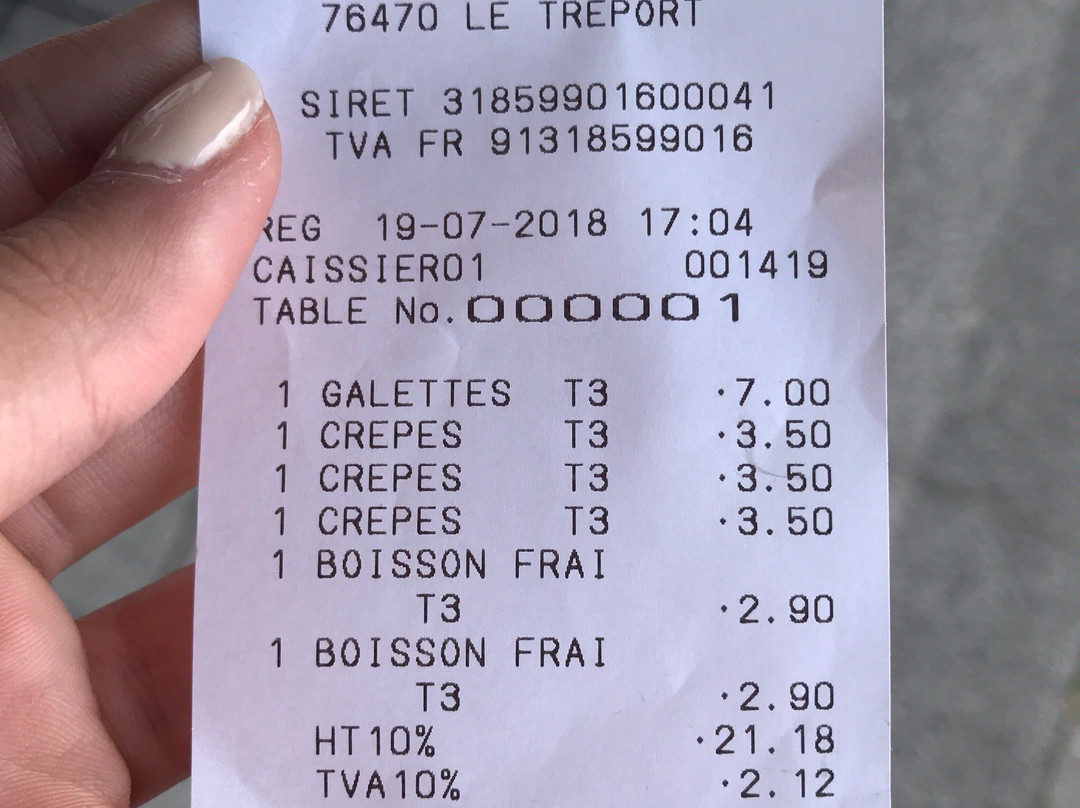 76470 LE TREPORT
SIRET 31859901600041
TVA FR 91318599016
REG 19-07-2018 17:04
CAISSIER01 001419
TABLE No. 000001
1 GALETTES T3 ·7.00
1 CREPES T3 ·3.50
1 CREPES T3 ·3.50
1 CREPES T3 ·3.50
1 BOISSON FRAI
T3 ·2.90
1 BOISSON FRAI
T3 ·2.90
HT10% ·21.18
TVA10% ·2.12